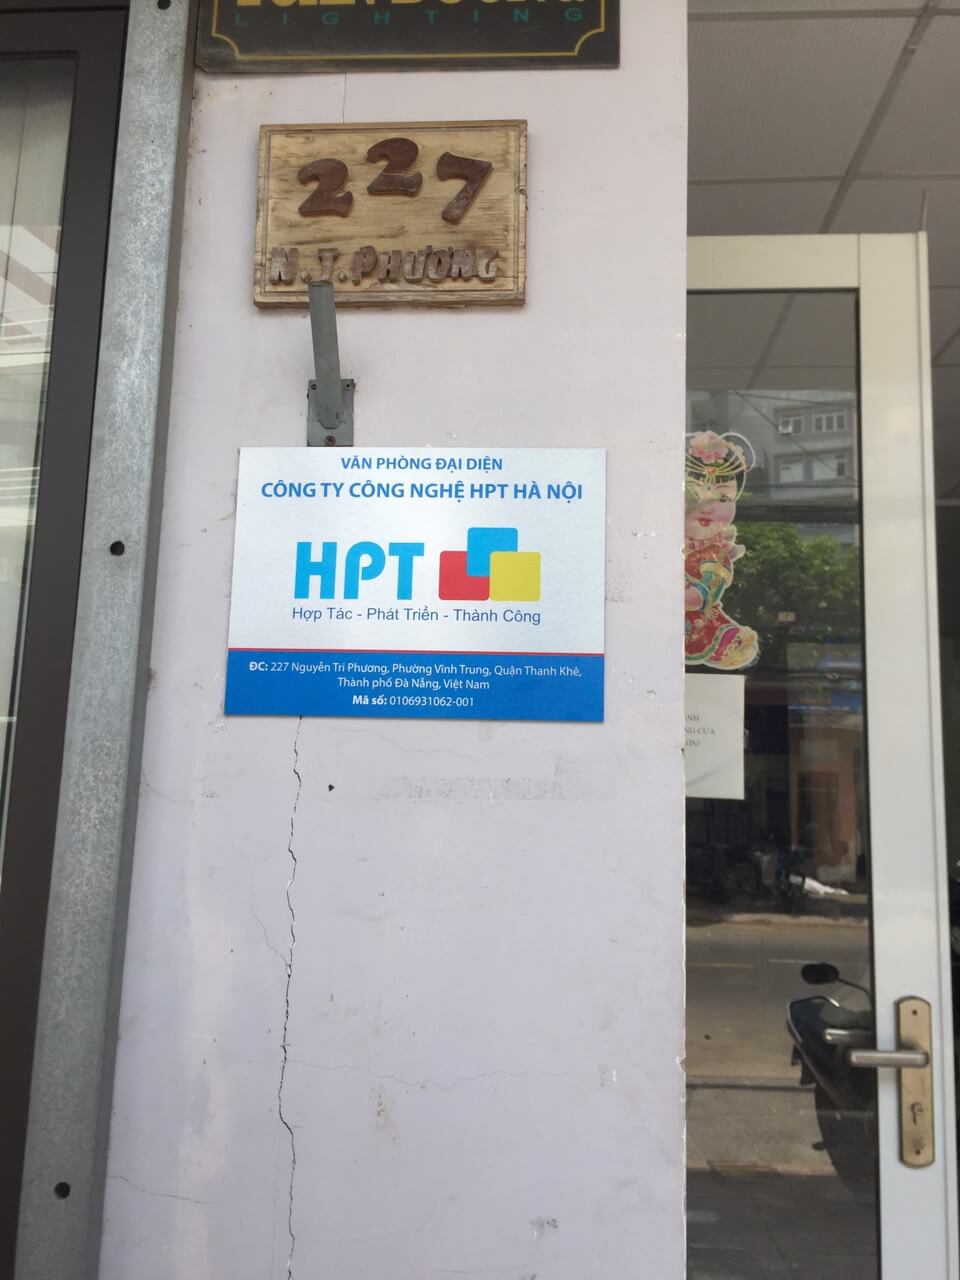 LIGHTING
227
N.T.PHƯƠNG
VĂN PHÒNG ĐẠI DIỆN
CÔNG TY CÔNG NGHỆ HPT HÀ NỘI
HPT
Hợp Tác - Phát Triển - Thành Công
ĐC: 227 Nguyễn Tri Phương, Phường Vĩnh Trung, Quận Thanh Khê,
Thành phố Đà Nẵng, Việt Nam
Mã số: 0106931062-001